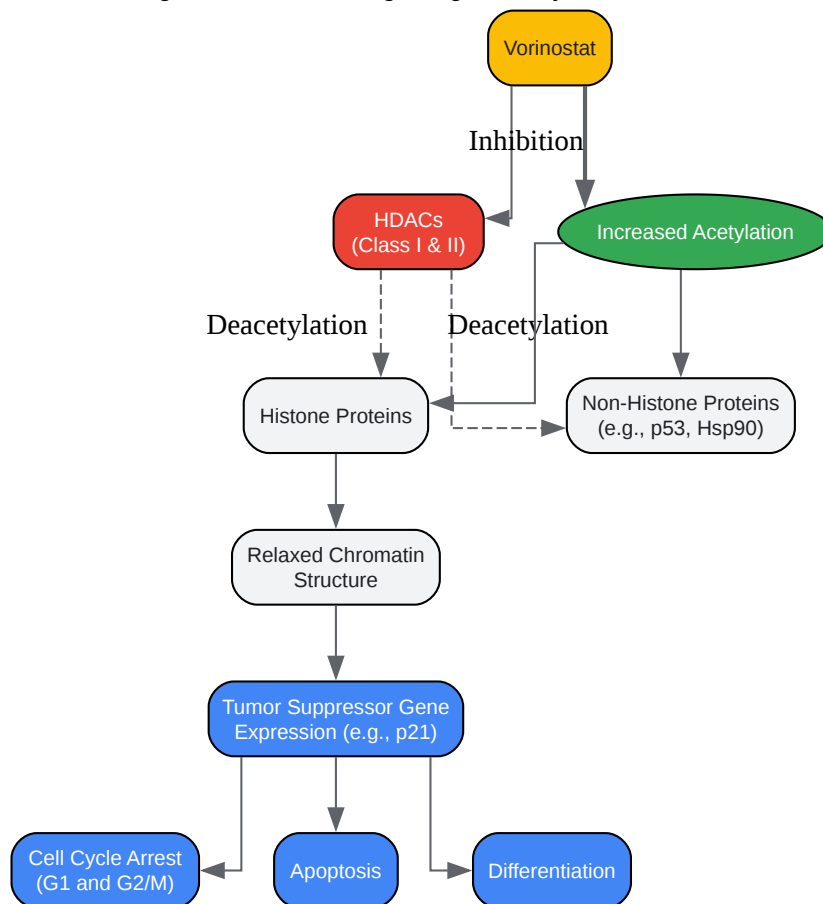 Vorinostat
Inhibition
HDACs
(Class I & II)
Increased Acetylation
Deacetylation
Deacetylation
Histone Proteins
Non-Histone Proteins
(e.g., p53, Hsp90)
Relaxed Chromatin
Structure
Tumor Suppressor Gene
Expression (e.g., p21)
Cell Cycle Arrest
(G1 and G2/M)
Apoptosis
Differentiation